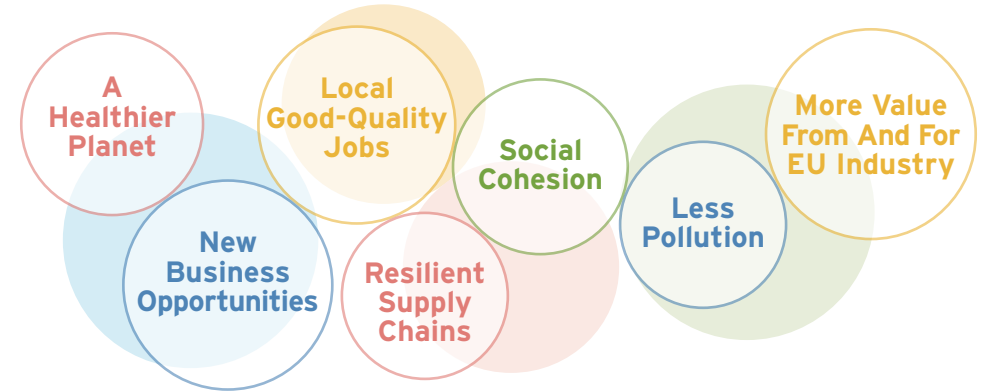 A
Healthier
Planet
Local
Good-Quality
Jobs
Social
Cohesion
More Value
From And For
EU Industry
New
Business
Opportunities
Resilient
Supply
Chains
Less
Pollution